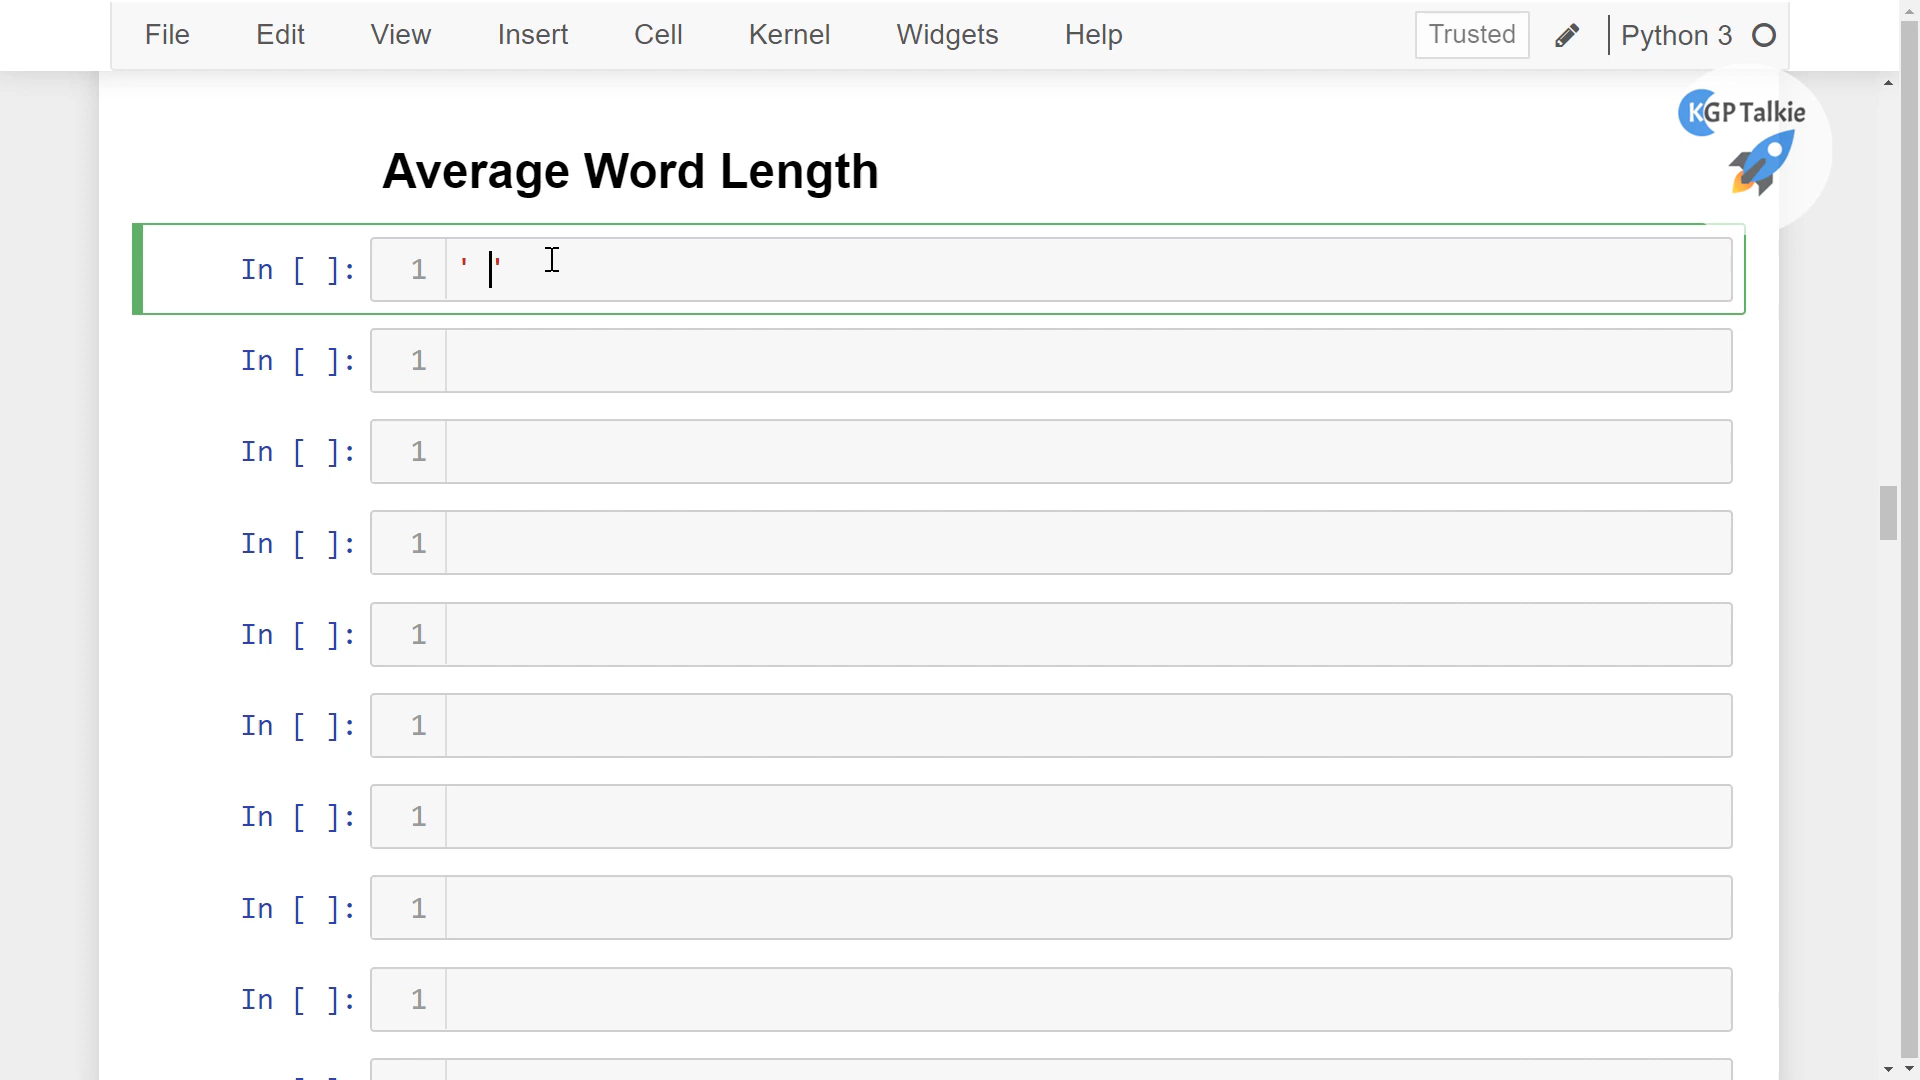 File Edit View Insert Cell Kernel Widgets Help Trusted Python 3
KGP Talkie
Average Word Length
In [ ]: 1 ' '
In [ ]: 1
In [ ]: 1
In [ ]: 1
In [ ]: 1
In [ ]: 1
In [ ]: 1
In [ ]: 1
In [ ]: 1